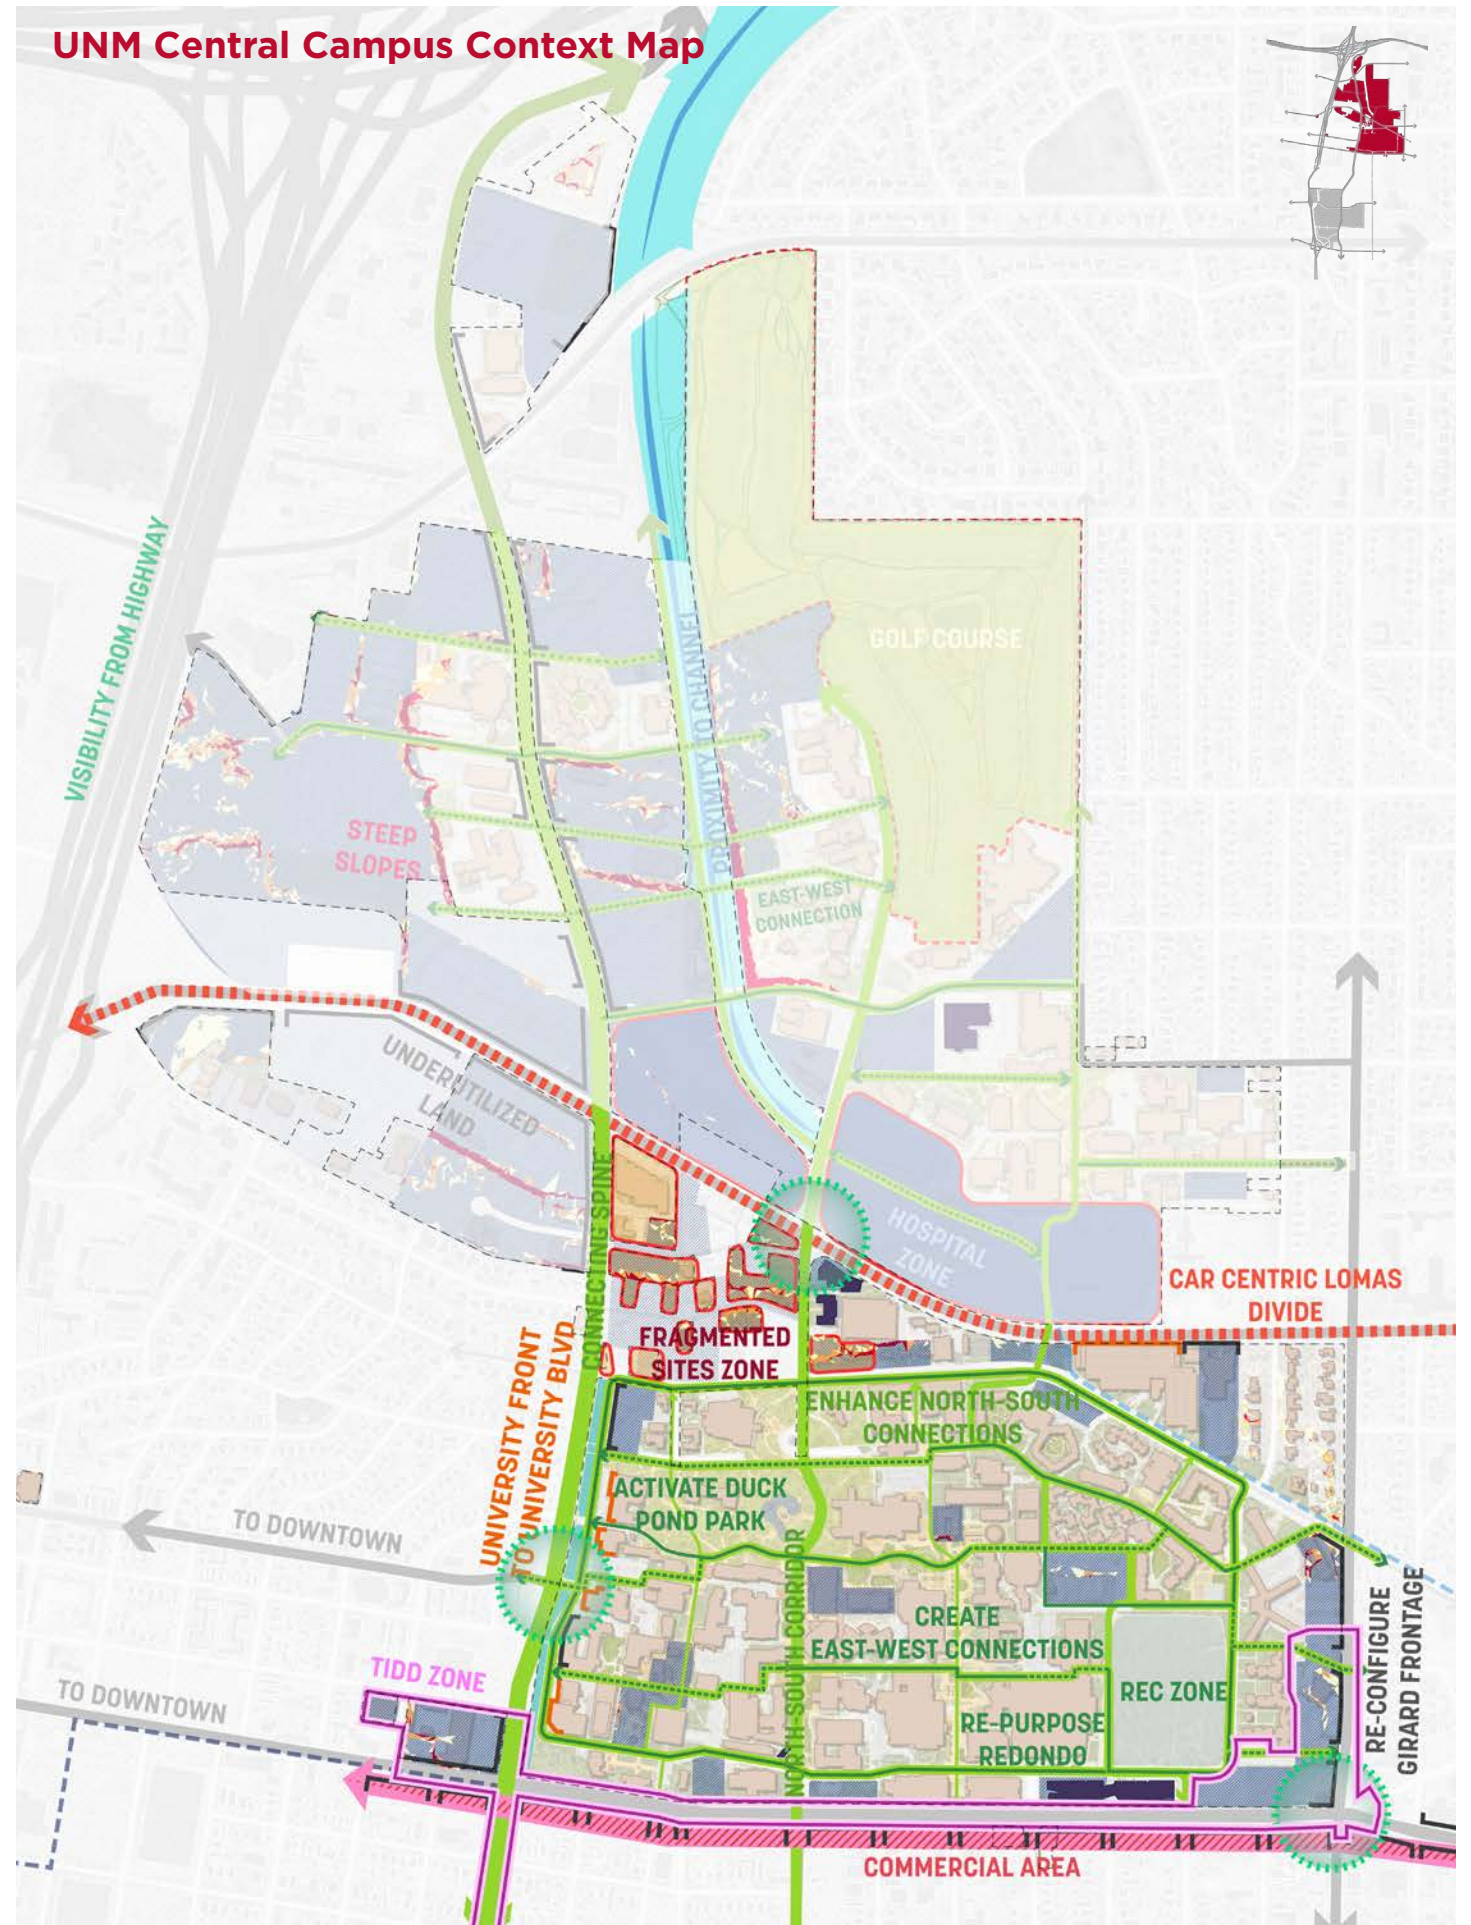 UNM Central Campus Context Map
VISIBILITY FROM HIGHWAY
GOLF COURSE
PROXIMITY TO CHANNEL
STEEP
SLOPES
EAST-WEST
CONNECTION
UNDERUTILIZED
LAND
CONNECTING SPINE
HOSPITAL
ZONE
CAR CENTRIC LOMAS
DIVIDE
FRAGMENTED
SITES ZONE
UNIVERSITY FRONT
TO UNIVERSITY BLVD
ENHANCE NORTH-SOUTH
CONNECTIONS
ACTIVATE DUCK
POND PARK
TO DOWNTOWN
NORTH-SOUTH CORRIDOR
CREATE
EAST-WEST CONNECTIONS
RE-CONFIGURE
GIRARD FRONTAGE
TIDD ZONE
TO DOWNTOWN
REC ZONE
RE-PURPOSE
REDONDO
COMMERCIAL AREA